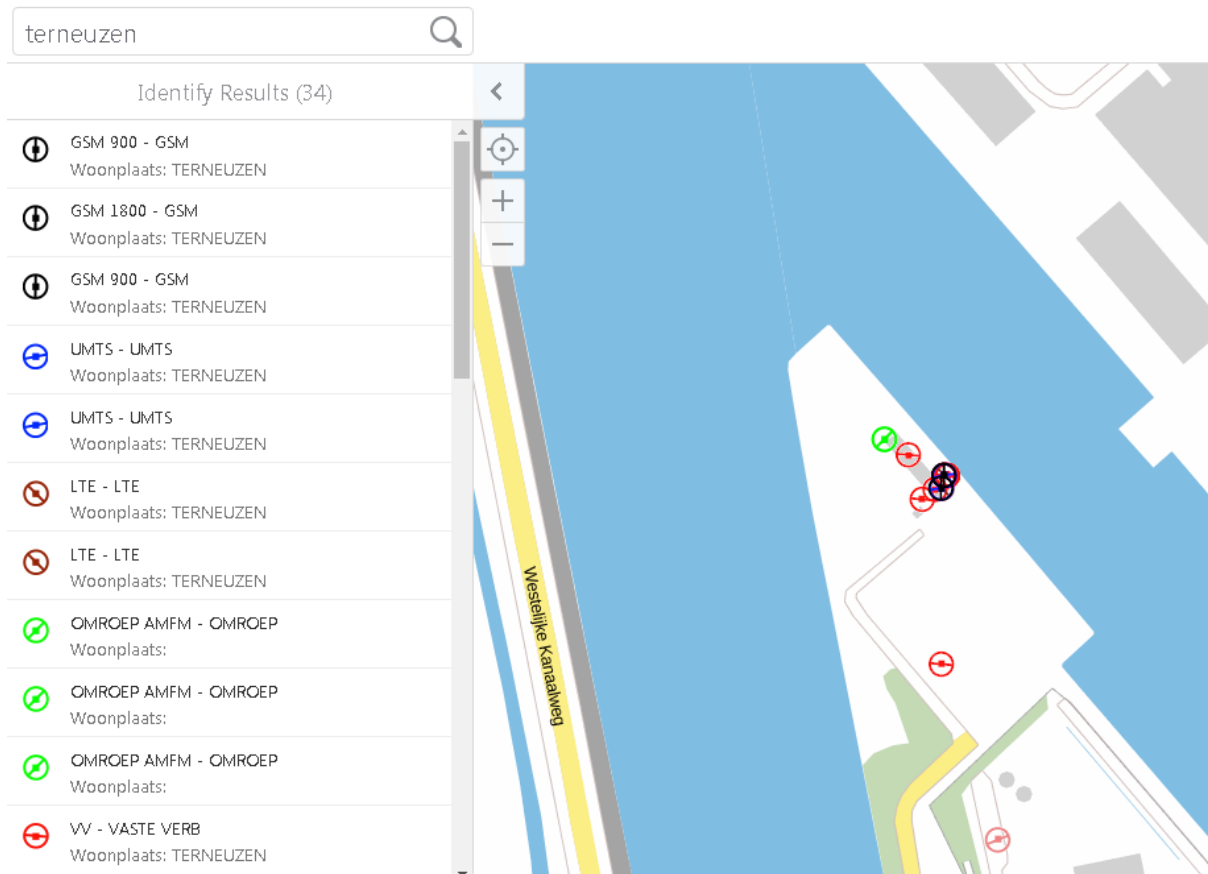 terneuzen
Identify Results (34)
GSM 900 - GSM
Woonplaats: TERNEUZEN
GSM 1800 - GSM
Woonplaats: TERNEUZEN
GSM 900 - GSM
Woonplaats: TERNEUZEN
UMTS - UMTS
Woonplaats: TERNEUZEN
UMTS - UMTS
Woonplaats: TERNEUZEN
LTE - LTE
Woonplaats: TERNEUZEN
LTE - LTE
Woonplaats: TERNEUZEN
OMROEP AMFM - OMROEP
Woonplaats:
OMROEP AMFM - OMROEP
Woonplaats:
OMROEP AMFM - OMROEP
Woonplaats:
VV - VASTE VERB
Woonplaats: TERNEUZEN
Westelijke Kanaalweg